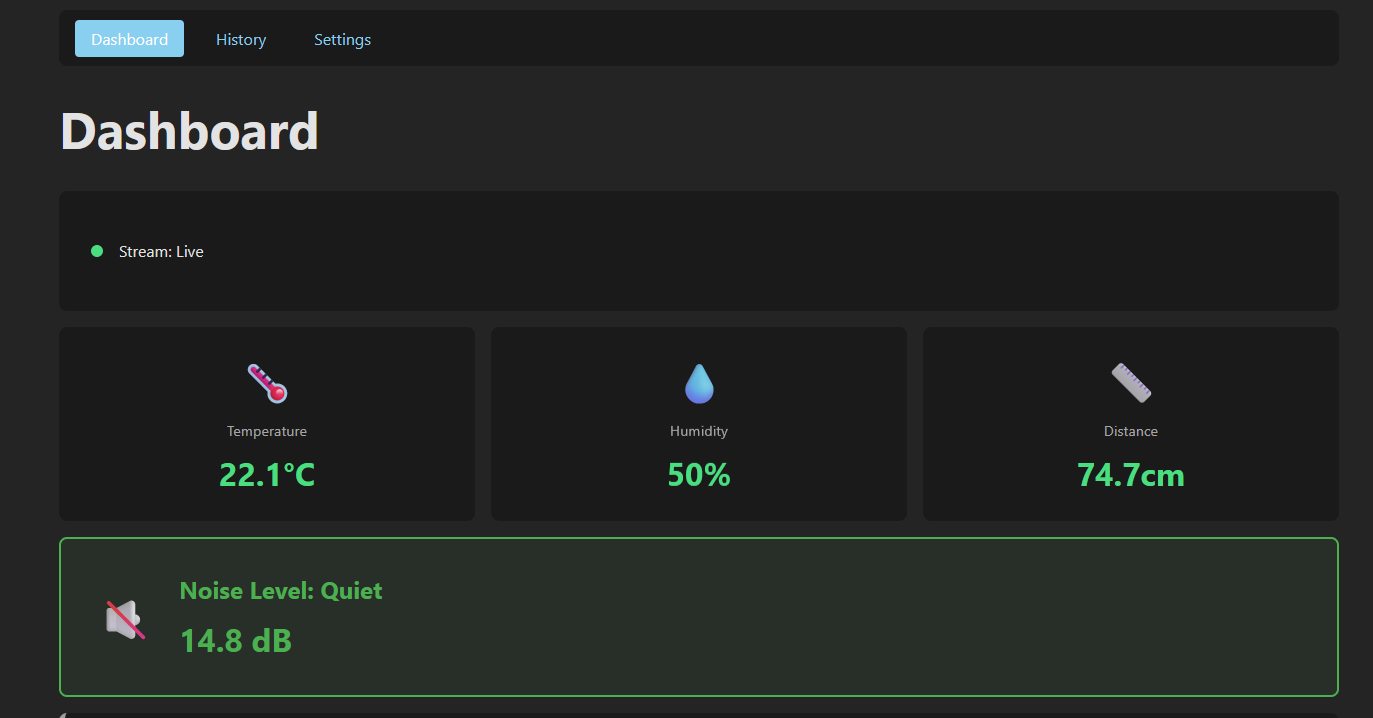 Dashboard History Settings
Dashboard
Stream: Live
Temperature Humidity Distance
22.1°C 50% 74.7cm
Noise Level: Quiet
14.8 dB